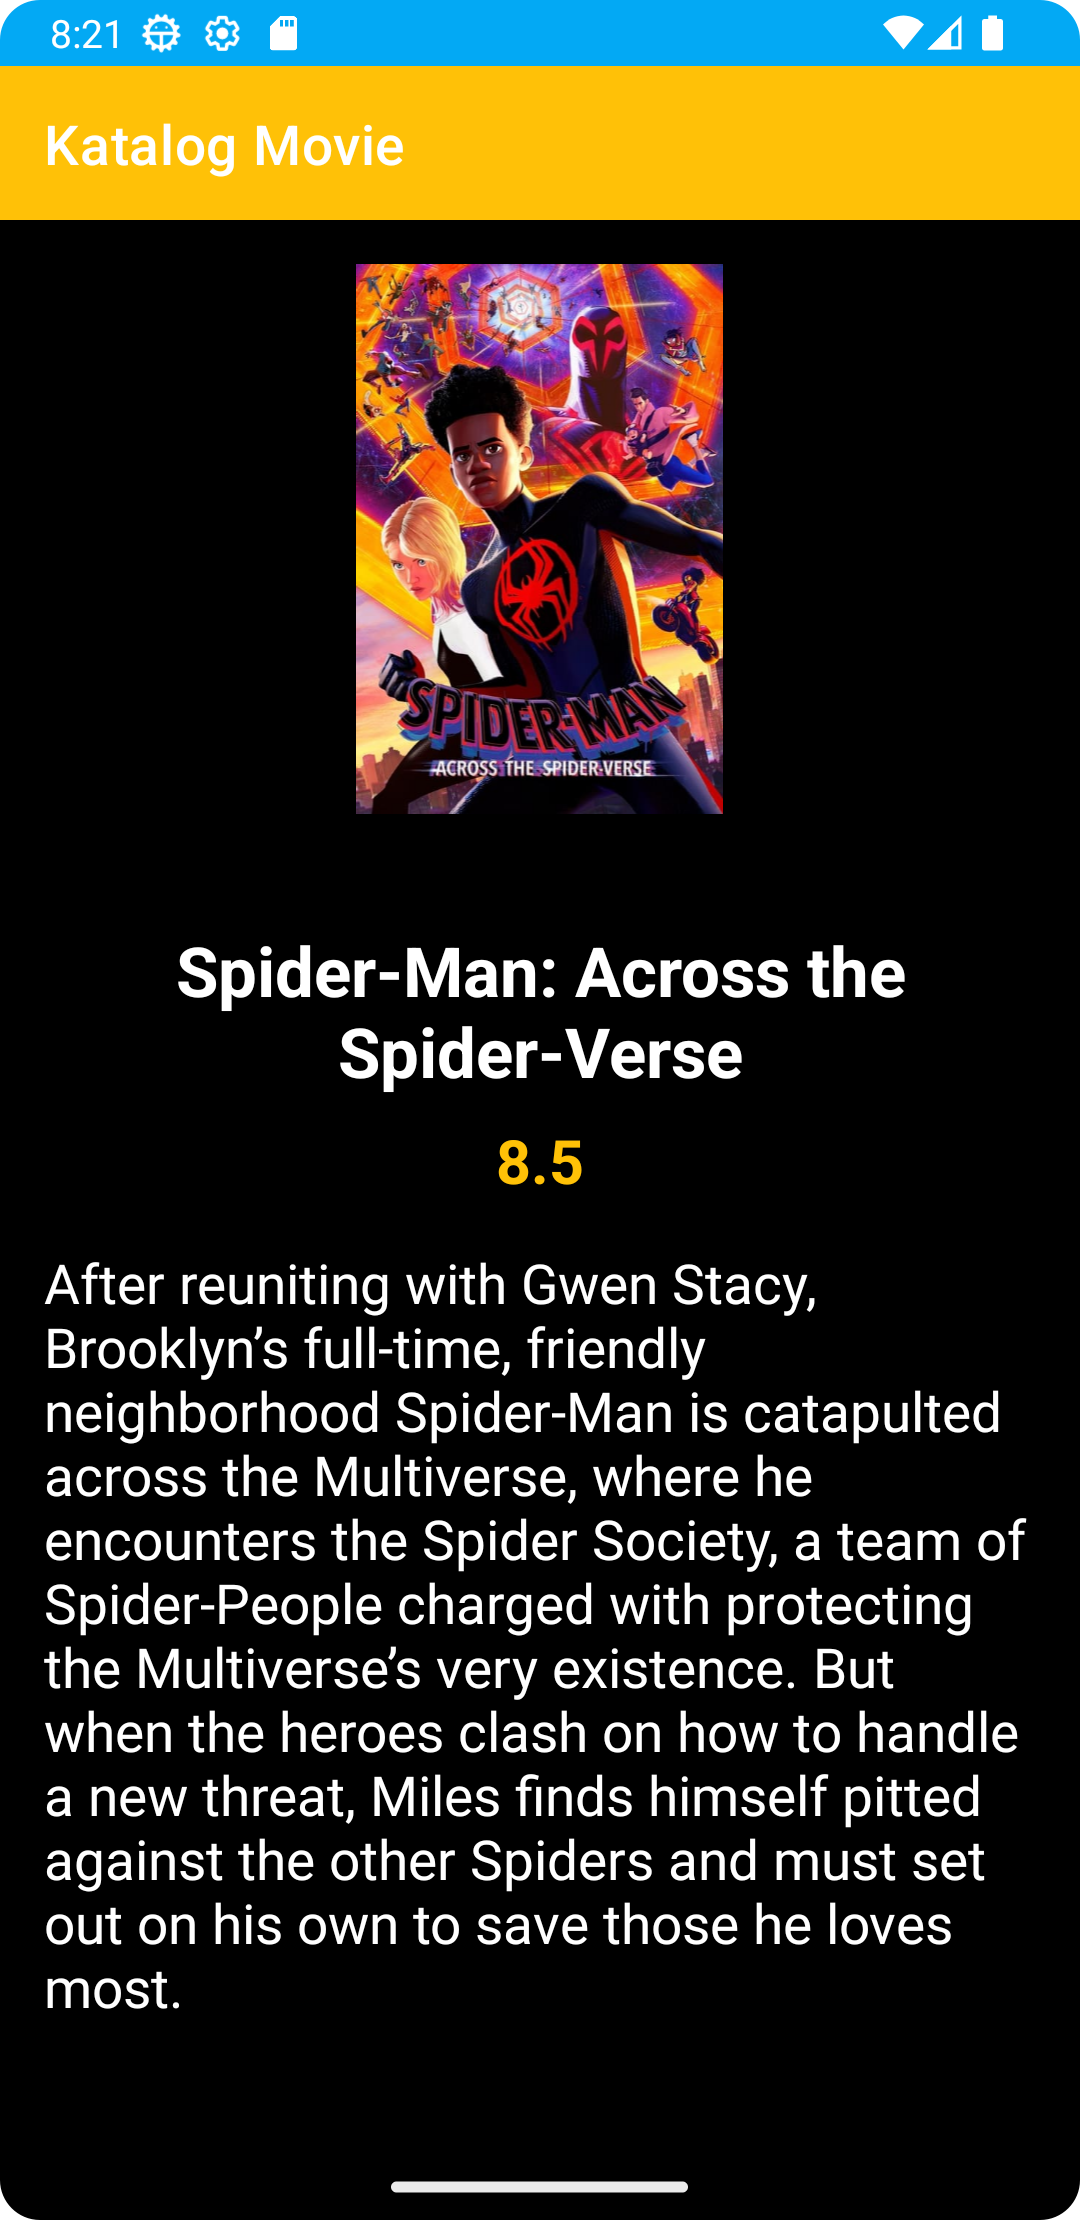 8:21
Katalog Movie
SPIDER-MAN
ACROSS THE SPIDER-VERSE
Spider-Man: Across the
Spider-Verse
8.5
After reuniting with Gwen Stacy,
Brooklyn’s full-time, friendly
neighborhood Spider-Man is catapulted
across the Multiverse, where he
encounters the Spider Society, a team of
Spider-People charged with protecting
the Multiverse’s very existence. But
when the heroes clash on how to handle
a new threat, Miles finds himself pitted
against the other Spiders and must set
out on his own to save those he loves
most.